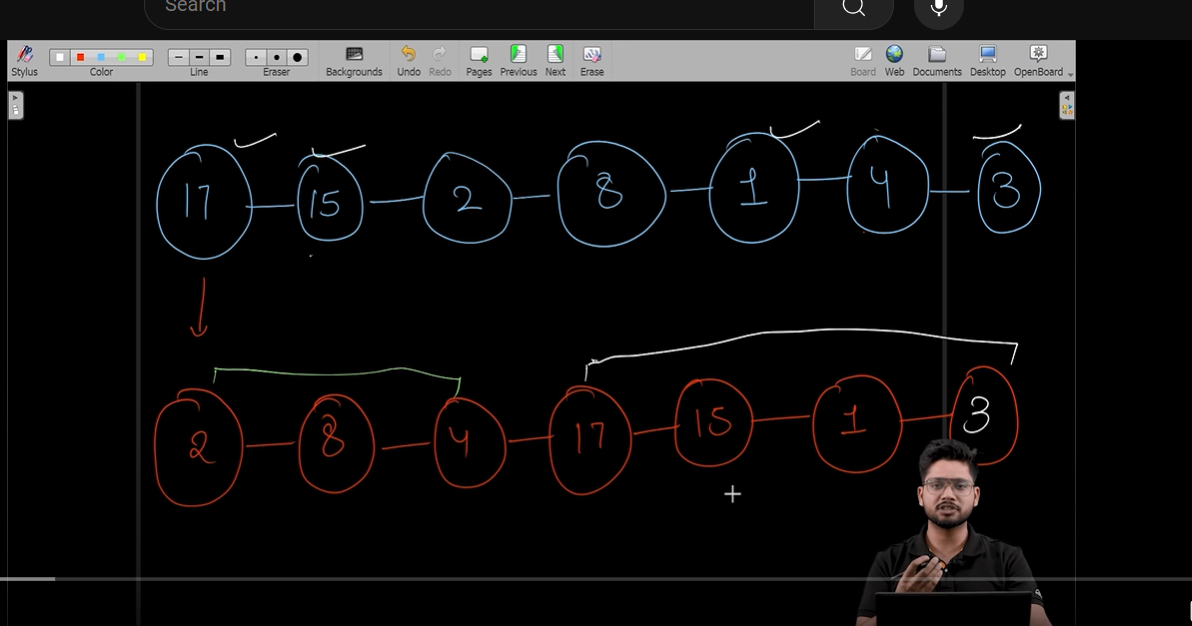 Search
Stylus Color Line Eraser Backgrounds Undo Redo Pages Previous Next Erase Board Web Documents Desktop OpenBoard
17 15 2 8 1 4 3
2 8 4 17 15 1 3